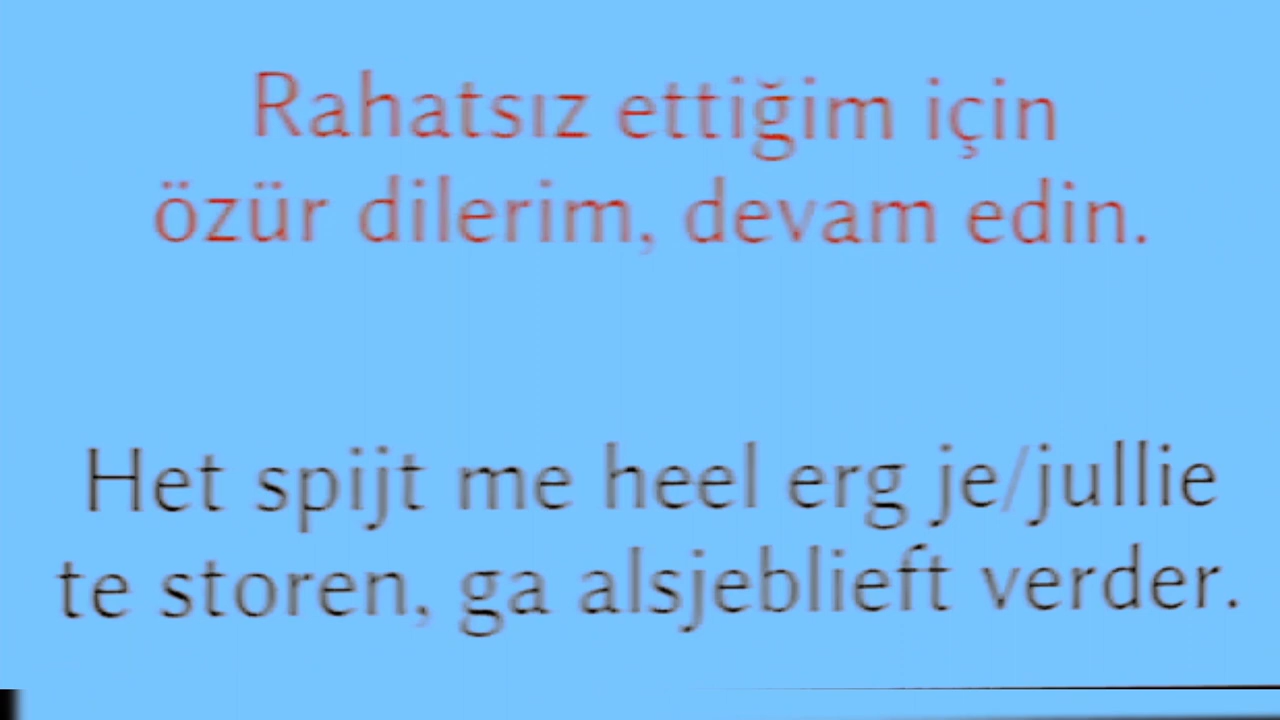 Rahatsız ettiğim için
özür dilerim, devam edin.
Het spijt me heel erg je/jullie
te storen, ga alsjeblieft verder.